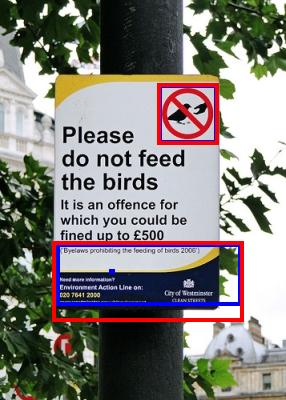 Please
do not feed
the birds
It is an offence for
which you could be
fined up to £500
('Byelaws prohibiting the feeding of birds 2006')
Need more information?
Environment Action Line on:
020 7641 2000
City of Westminster
CLEAN STREETS